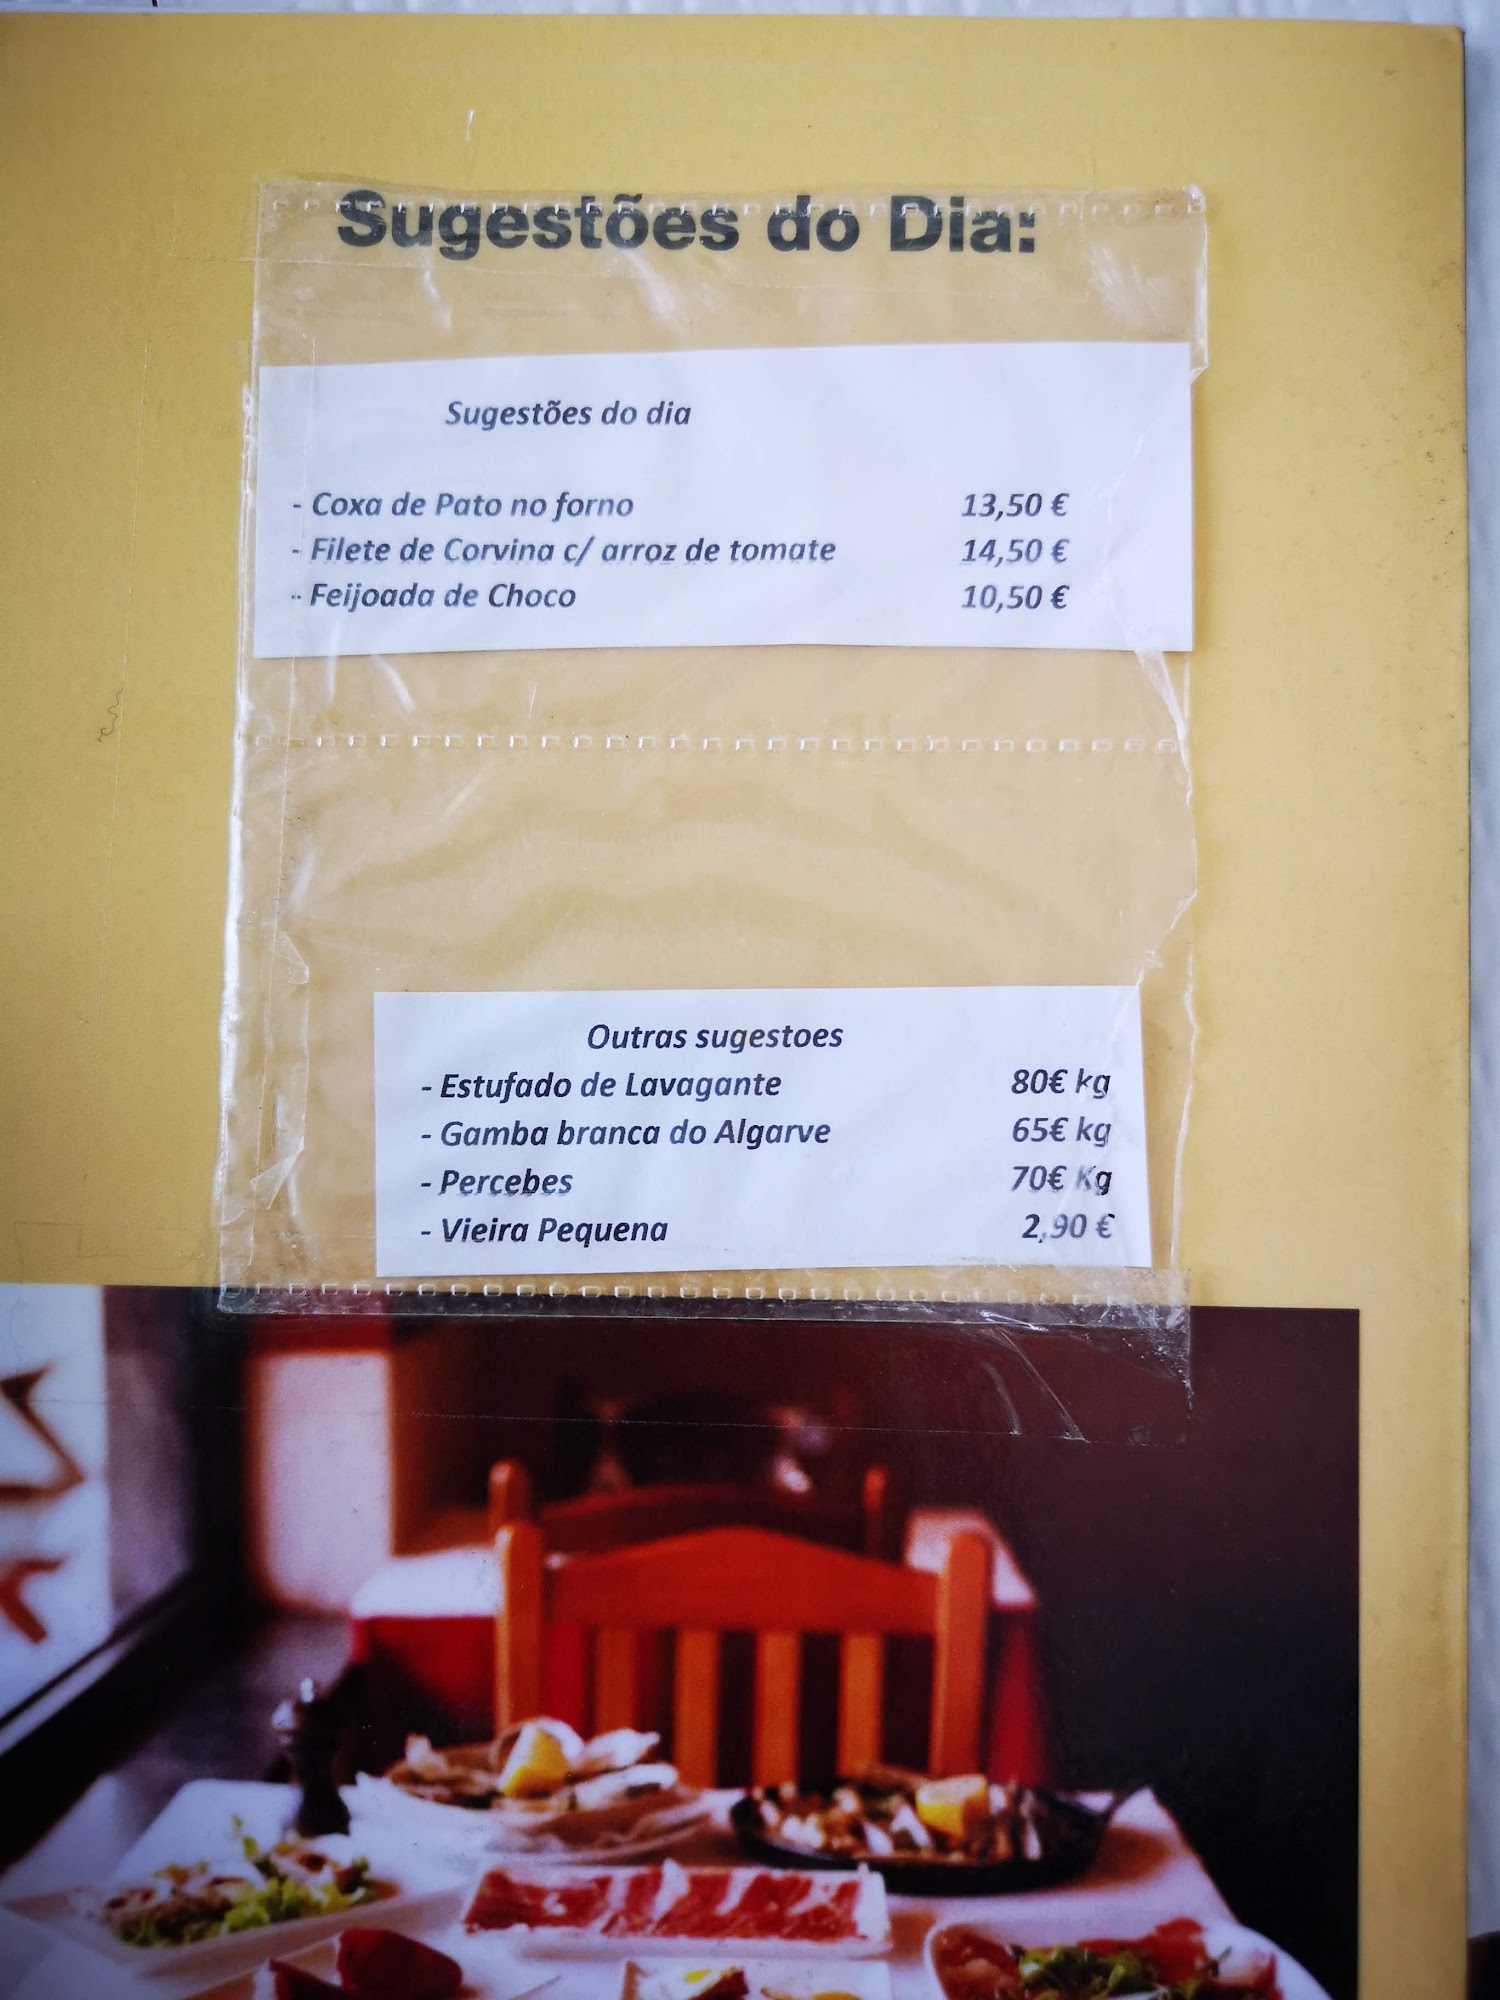 Sugestões do Dia:
Sugestões do dia
- Coxa de Pato no forno 13,50 €
- Filete de Corvina c/ arroz de tomate 14,50 €
- Feijoada de Choco 10,50 €
Outras sugestoes
- Estufado de Lavagante 80€ kg
- Gamba branca do Algarve 65€ kg
- Percebes 70€ Kg
- Vieira Pequena 2,90 €